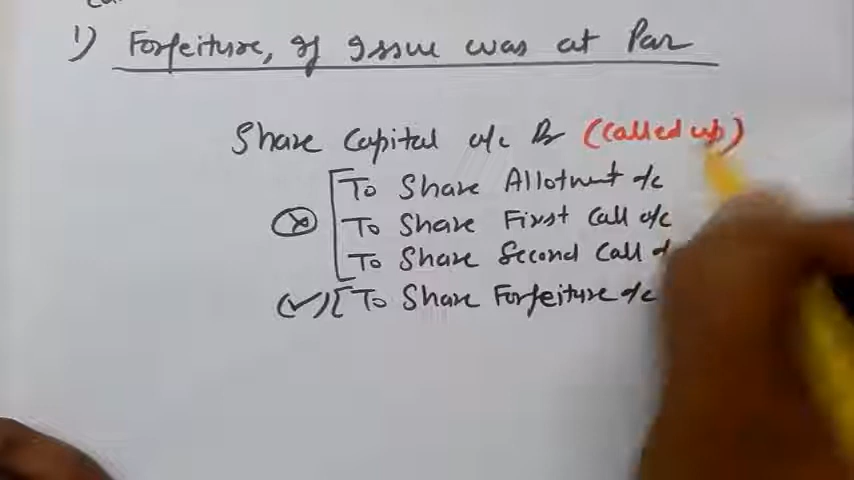 1) Forfeiture, If Issue was at Par
Share Capital a/c Dr (Called up)
To Share Allotment a/c
(x) To Share First Call a/c
To Share Second Call
(✓) To Share Forfeiture a/c